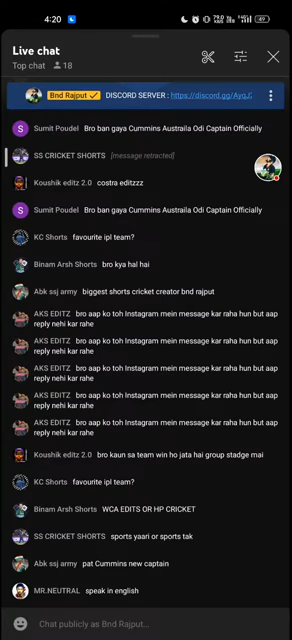 4:20
79.0
KB/s
49
Live chat
Top chat 18
Bnd Rajput DISCORD SERVER :
Sumit Poudel Bro ban gaya Cummins Austraila Odi Captain Officially
SS CRICKET SHORTS [message retracted]
Koushik editz 2.0 costra editzzz
Sumit Poudel Bro ban gaya Cummins Austraila Odi Captain Officially
KC Shorts favourite ipl team?
Binam Arsh Shorts bro kya hal hai
Abk ssj army biggest shorts cricket creator bnd rajput
AKS EDITZ bro aap ko toh Instagram mein message kar raha hun but aap
reply nehi kar rahe
AKS EDITZ bro aap ko toh Instagram mein message kar raha hun but aap
reply nehi kar rahe
AKS EDITZ bro aap ko toh Instagram mein message kar raha hun but aap
reply nehi kar rahe
AKS EDITZ bro aap ko toh Instagram mein message kar raha hun but aap
reply nehi kar rahe
AKS EDITZ bro aap ko toh Instagram mein message kar raha hun but aap
reply nehi kar rahe
Koushik editz 2.0 bro kaun sa team win ho jata hai group stadge mai
KC Shorts favourite ipl team?
Binam Arsh Shorts WCA EDITS OR HP CRICKET
SS CRICKET SHORTS sports yaari or sports tak
Abk ssj army pat Cummins new captain
MR.NEUTRAL speak in english
Chat publicly as Bnd Rajput...